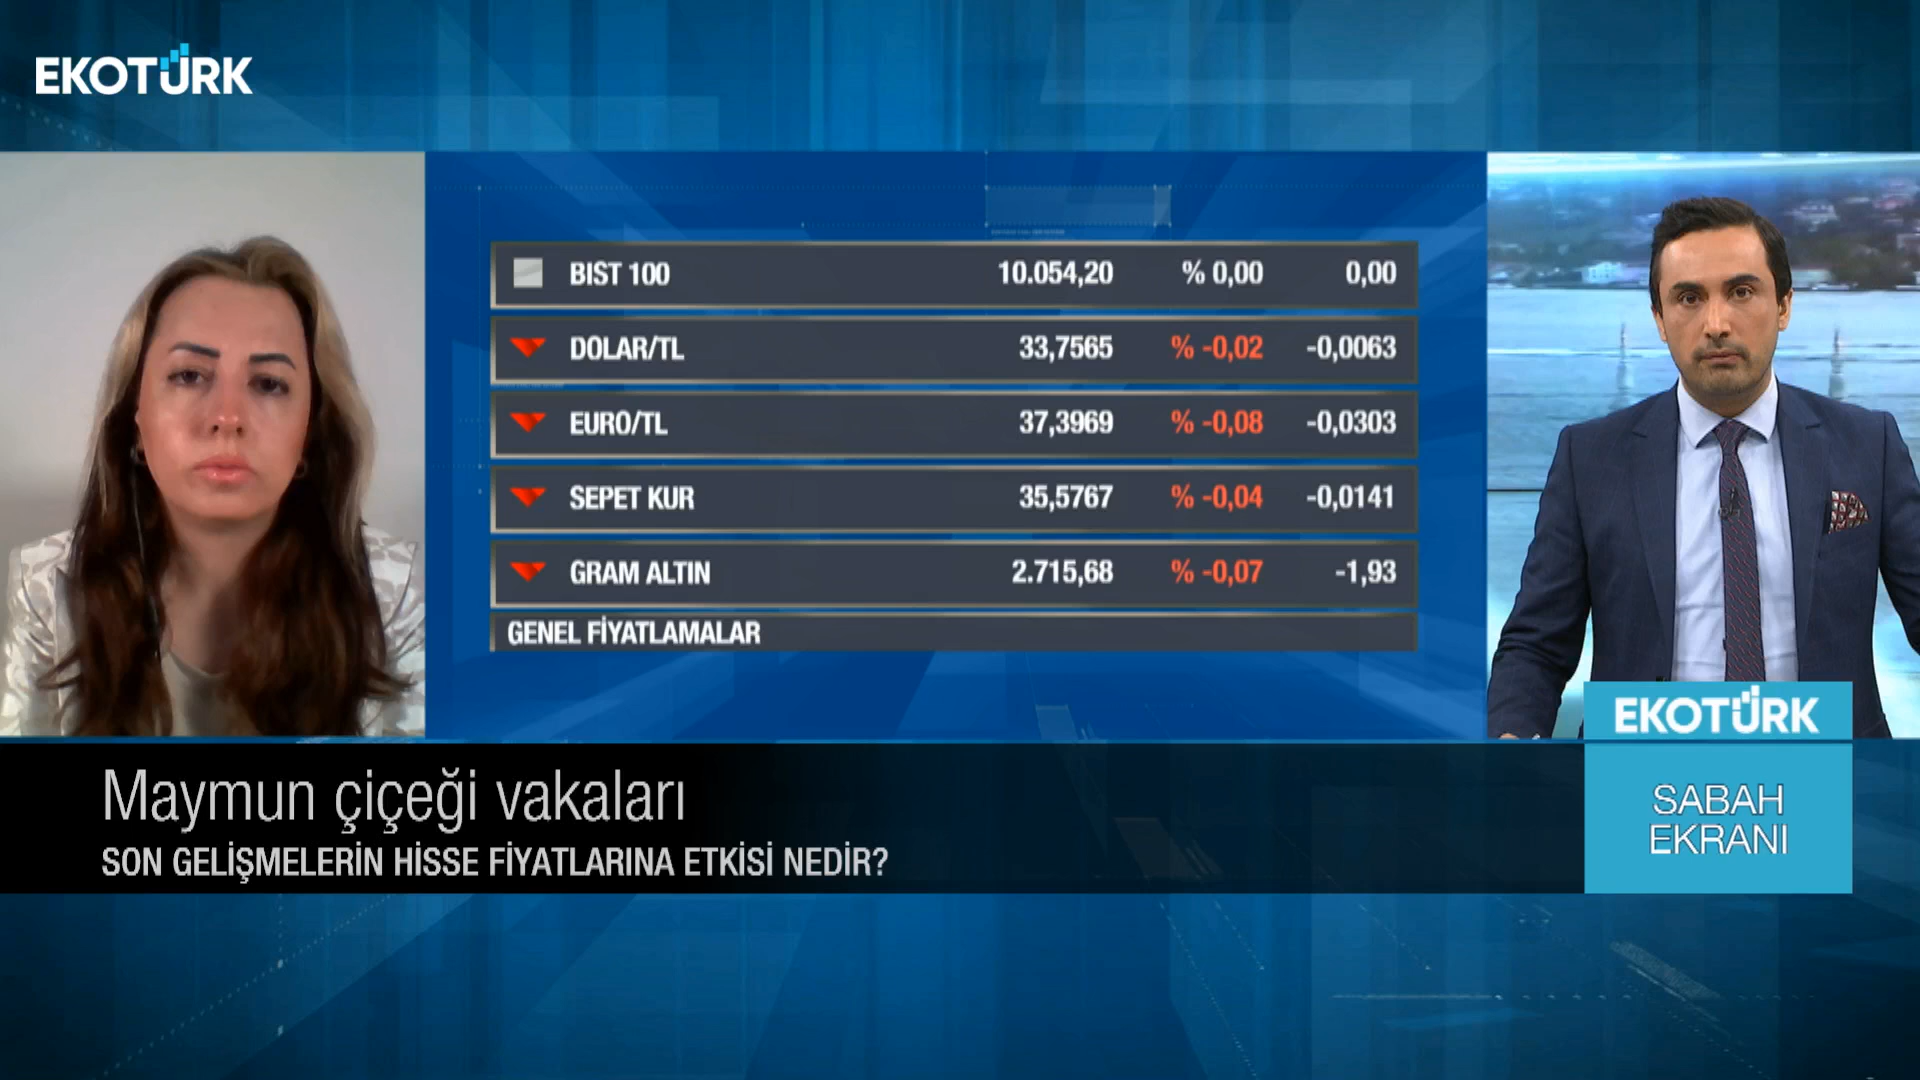 EKOTÜRK
BIST 100 10.054,20 % 0,00 0,00
DOLAR/TL 33,7565 % -0,02 -0,0063
EURO/TL 37,3969 % -0,08 -0,0303
SEPET KUR 35,5767 % -0,04 -0,0141
GRAM ALTIN 2.715,68 % -0,07 -1,93
GENEL FİYATLAMALAR
EKOTÜRK
Maymun çiçeği vakaları
SON GELİŞMELERİN HİSSE FİYATLARINA ETKİSİ NEDİR?
SABAH
EKRANI